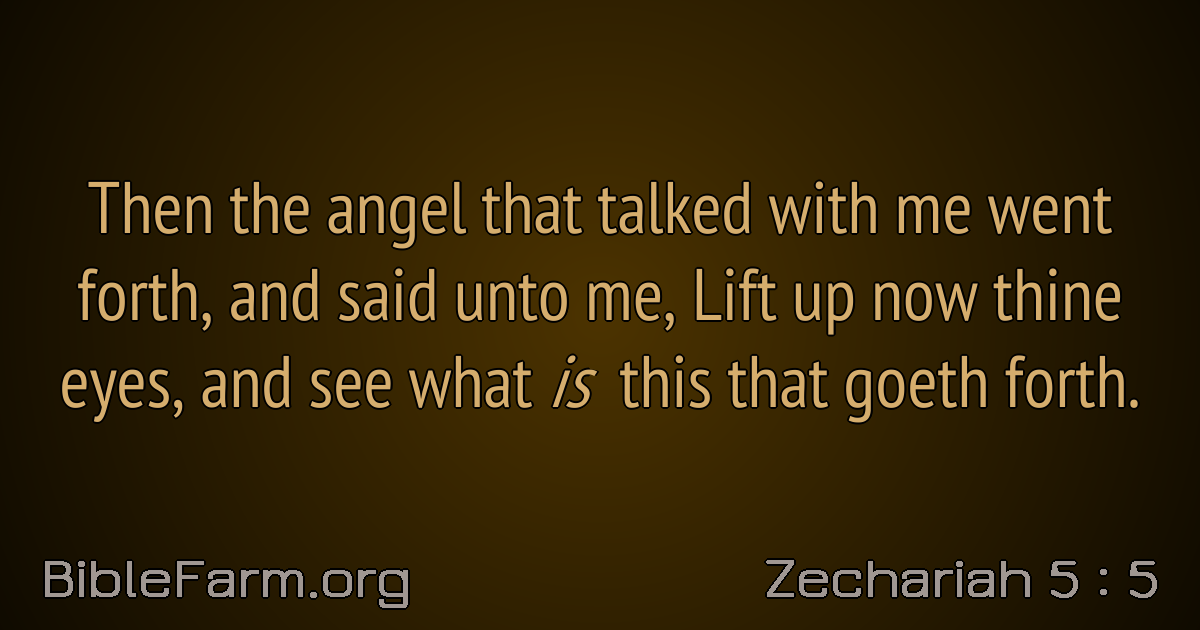 Then the angel that talked with me went
forth, and said unto me, Lift up now thine
eyes, and see what is this that goeth forth.
BibleFarm.org
Zechariah 5 : 5